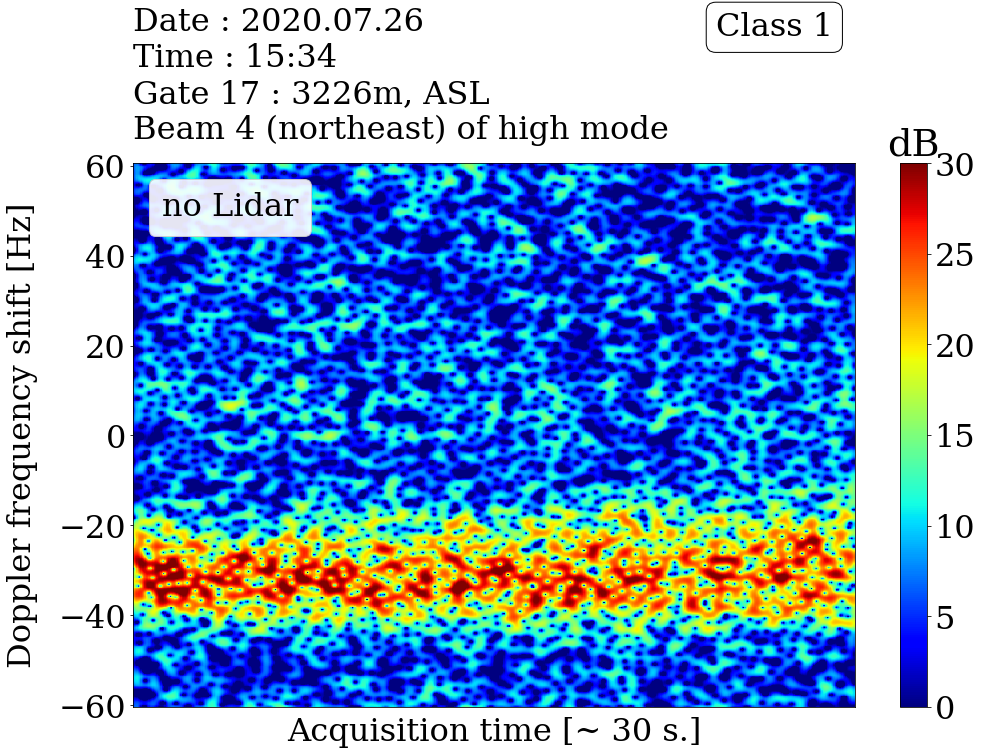 Date : 2020.07.26
Time : 15:34
Gate 17 : 3226m, ASL
Beam 4 (northeast) of high mode
Class 1
dB
no Lidar
60
40
20
0
−20
−40
−60
Doppler frequency shift [Hz]
Acquisition time [~ 30 s.]
30
25
20
15
10
5
0